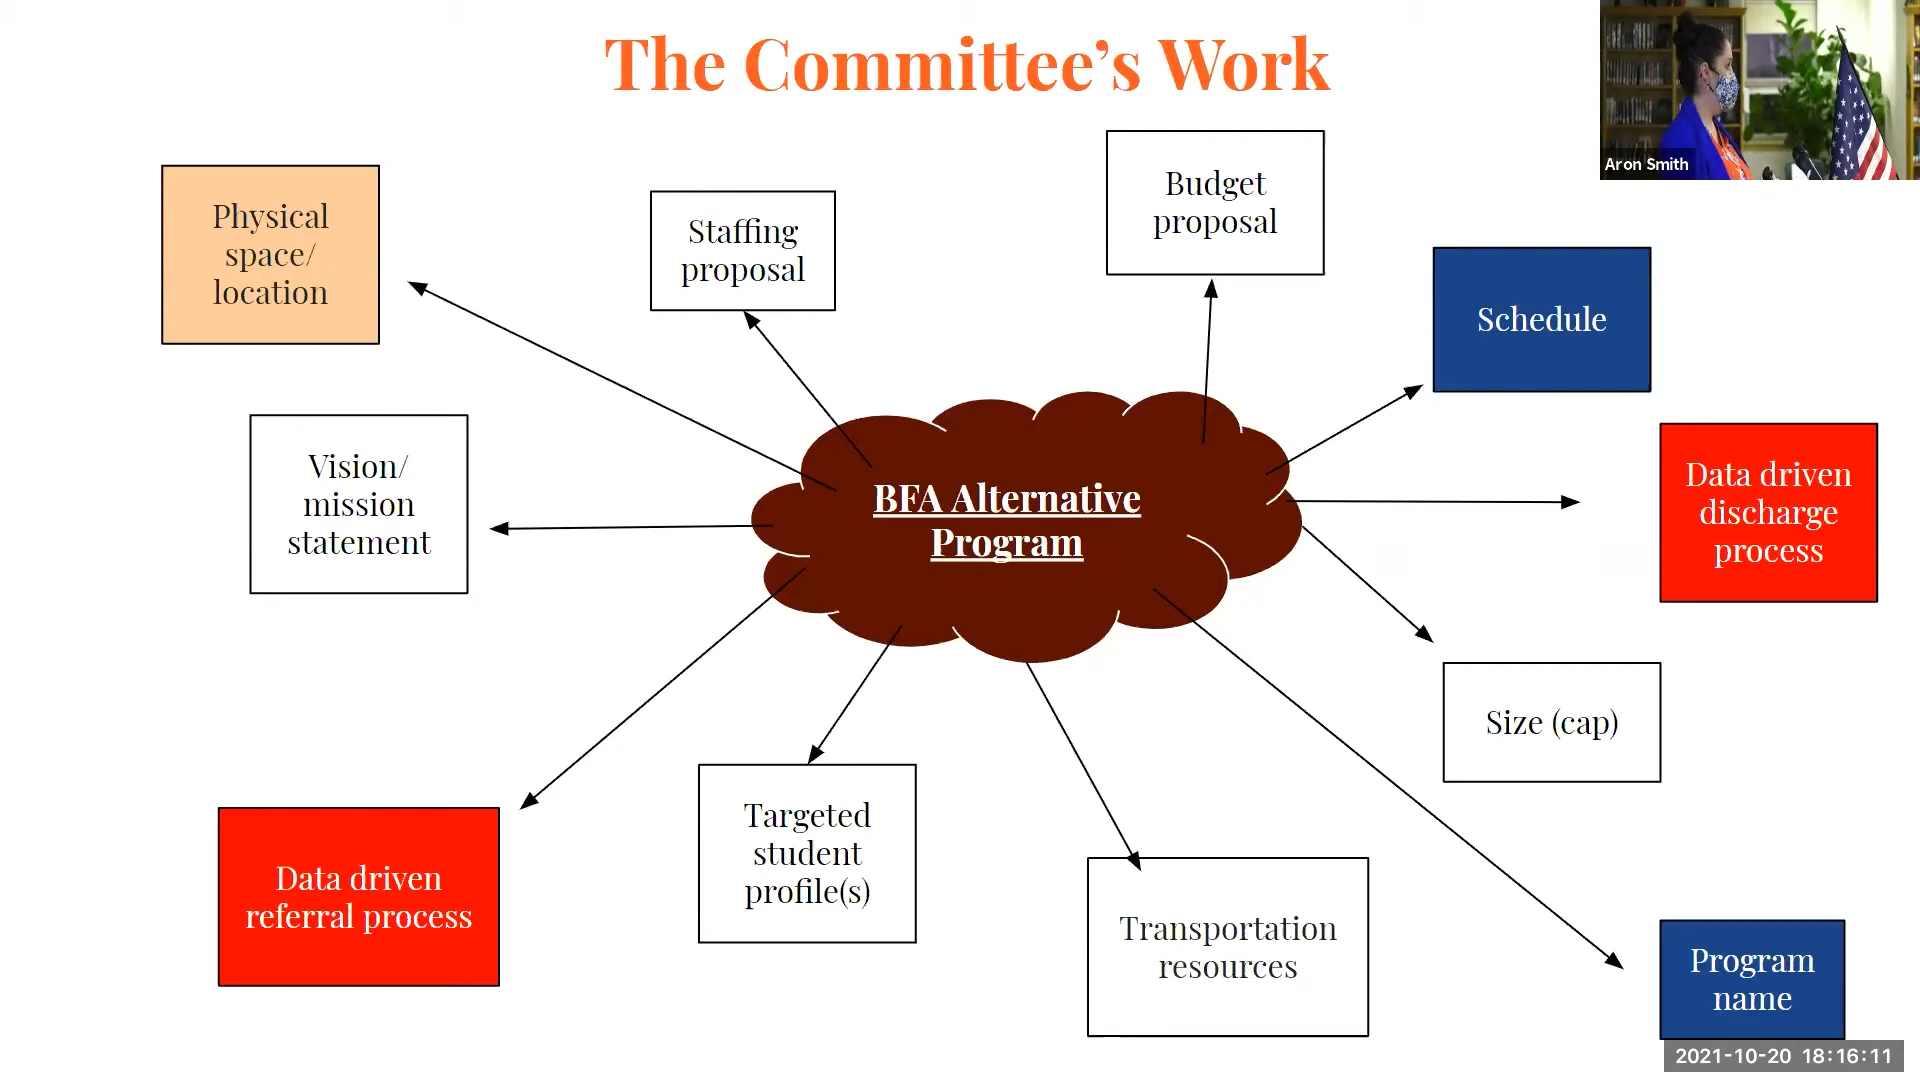 The Committee's Work
Aron Smith
Physical
space/
location
Staffing
proposal
Budget
proposal
Schedule
Vision/
mission
statement
BFA Alternative
Program
Data driven
discharge
process
Size (cap)
Data driven
referral process
Targeted
student
profile(s)
Transportation
resources
Program
name
2021-10-20 18:16:11